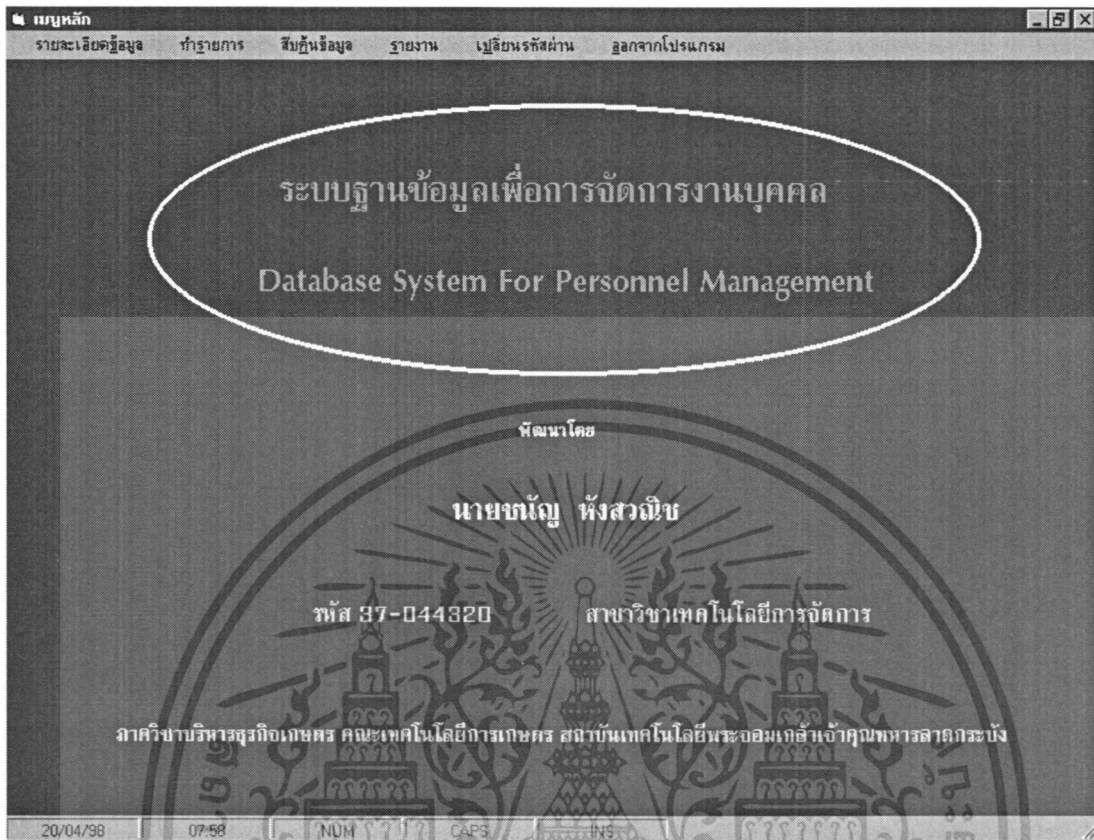 เมนูหลัก
รายละเอียดข้อมูล ทำรายการ สืบค้นข้อมูล รายงาน เปลี่ยนรหัสผ่าน ออกจากโปรแกรม
ระบบฐานข้อมูลเพื่อการจัดการงานบุคคล
Database System For Personnel Management
พัฒนาโดย
นายชนัญ หังสวณิช
รหัส 37-044320 สาขาวิชาเทคโนโลยีการจัดการ
ภาควิชาบริหารธุรกิจเกษตร คณะเทคโนโลยีการเกษตร สถาบันเทคโนโลยีพระจอมเกล้าเจ้าคุณทหารลาดกระบัง
20/04/98 07:58 NUM CAPS INS